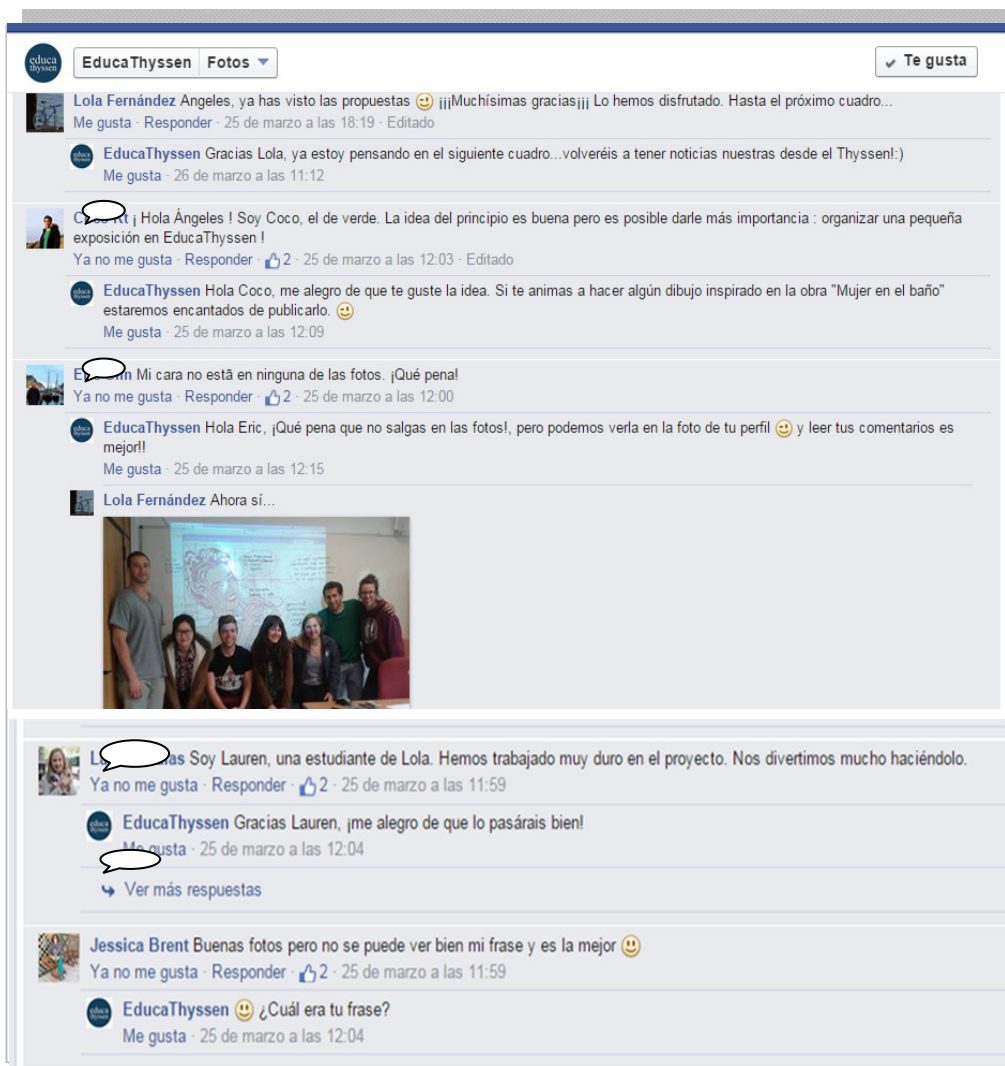 educa thyssen
EducaThyssen Fotos
Te gusta
Lola Fernández Angeles, ya has visto las propuestas ¡¡¡Muchísimas gracias¡¡¡ Lo hemos disfrutado. Hasta el próximo cuadro...
Me gusta · Responder · 25 de marzo a las 18:19 · Editado
EducaThyssen Gracias Lola, ya estoy pensando en el siguiente cuadro...volveréis a tener noticias nuestras desde el Thyssen!:)
Me gusta · 26 de marzo a las 11:12
¡ Hola Ángeles ! Soy Coco, el de verde. La idea del principio es buena pero es posible darle más importancia : organizar una pequeña
exposición en EducaThyssen !
Ya no me gusta · Responder · 2 · 25 de marzo a las 12:03 · Editado
EducaThyssen Hola Coco, me alegro de que te guste la idea. Si te animas a hacer algún dibujo inspirado en la obra "Mujer en el baño"
estaremos encantados de publicarlo.
Me gusta · 25 de marzo a las 12:09
Mi cara no está en ninguna de las fotos. ¡Qué pena!
Ya no me gusta · Responder · 2 · 25 de marzo a las 12:00
EducaThyssen Hola Eric, ¡Qué pena que no salgas en las fotos!, pero podemos verla en la foto de tu perfil y leer tus comentarios es
mejor!!
Me gusta · 25 de marzo a las 12:15
Lola Fernández Ahora sí...
Soy Lauren, una estudiante de Lola. Hemos trabajado muy duro en el proyecto. Nos divertimos mucho haciéndolo.
Ya no me gusta · Responder · 2 · 25 de marzo a las 11:59
EducaThyssen Gracias Lauren, ¡me alegro de que lo pasárais bien!
Me gusta · 25 de marzo a las 12:04
Ver más respuestas
Jessica Brent Buenas fotos pero no se puede ver bien mi frase y es la mejor
Ya no me gusta · Responder · 2 · 25 de marzo a las 11:59
EducaThyssen ¿Cuál era tu frase?
Me gusta · 25 de marzo a las 12:04